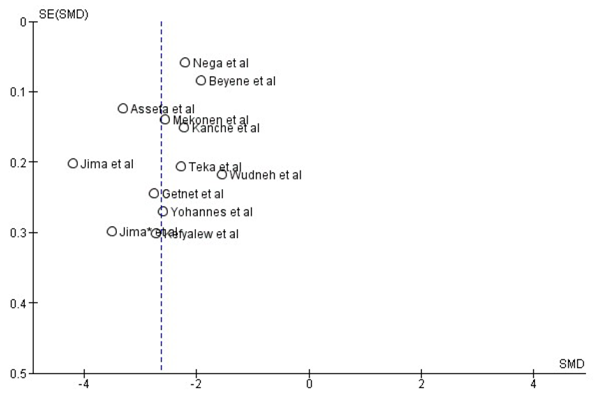 SE(SMD)
0
Nega et al
Beyene et al
0.1
Assefa et al
Mekonen et al
Kanche et al
0.2
Jima et al
Teka et al
Wudneh et al
Getnet et al
Yohannes et al
0.3
Jima* et al
Kefyalew et al
0.4
SMD
0.5
-4
-2
0
2
4